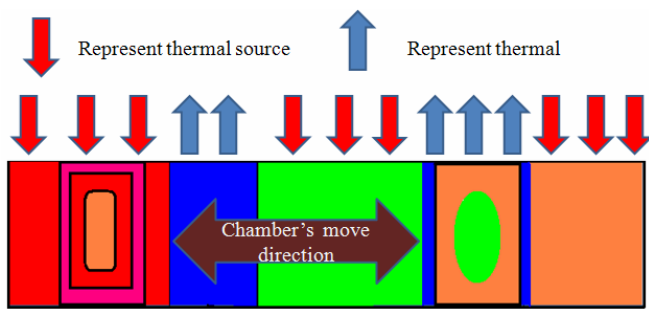 Represent thermal source
Represent thermal
Chamber's move
direction